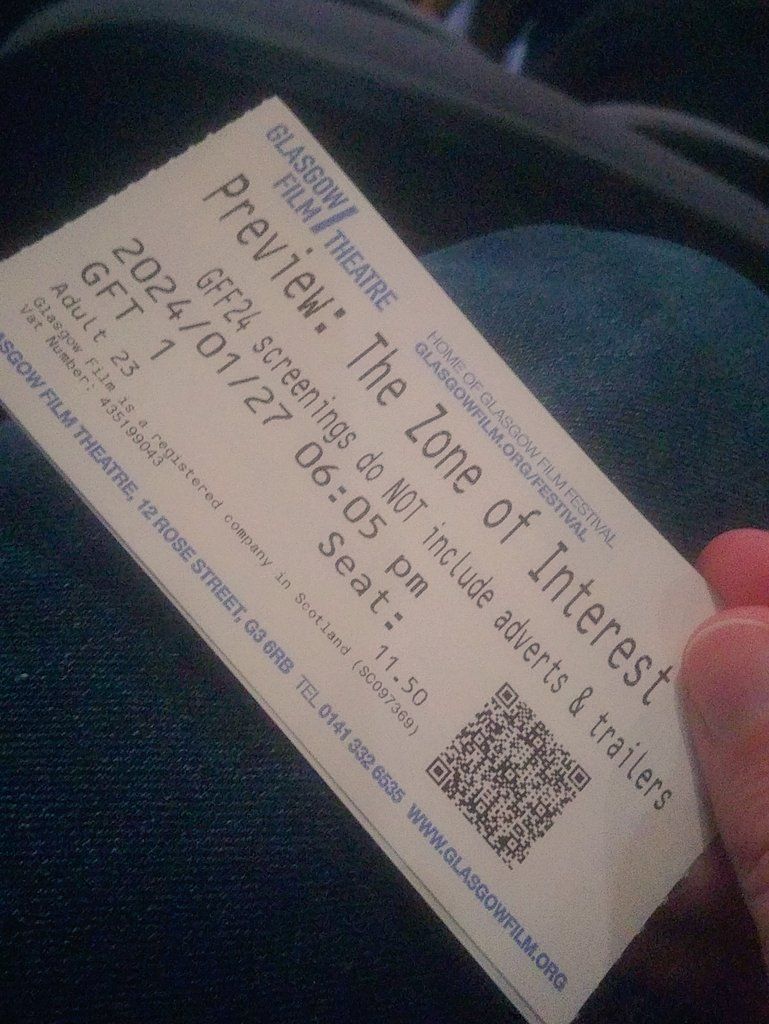 GLASGOW
FILM//THEATRE
HOME OF GLASGOW FILM FESTIVAL
GLASGOWFILM.ORG/FESTIVAL
Preview: The Zone of Interest
GFF24 screenings do NOT include adverts & trailers
2024/01/27 06:05 pm
GFT 1 Seat:
Adult 23 11.50
Glasgow Film is a registered company in Scotland (SC097369)
Vat Number: 435199043
GLASGOW FILM THEATRE, 12 ROSE STREET, G3 6RB TEL 0141 332 6535 WWW.GLASGOWFILM.ORG